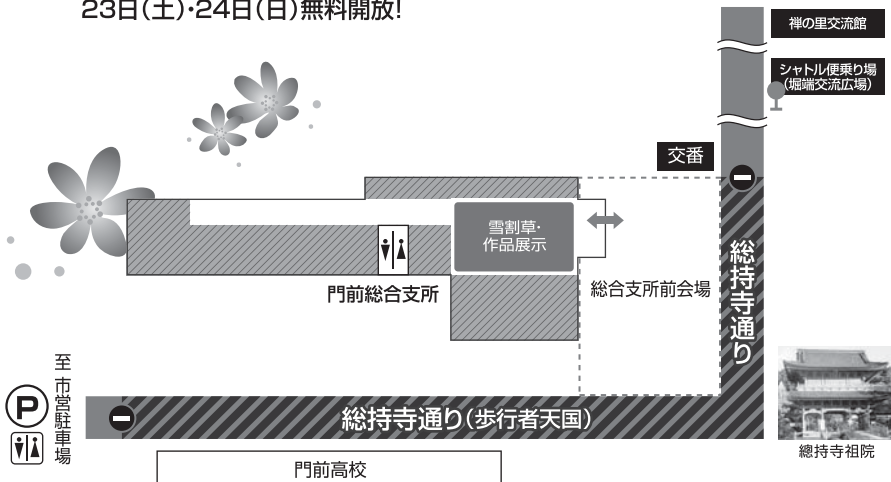 23日(土)・24日(日)無料開放!
禅の里交流館
シャトル便乗り場
(堀端交流広場)
交番
雪割草・
作品展示
門前総合支所
総合支所前会場
総持寺通り
至 市営駐車場
P
総持寺通り(歩行者天国)
總持寺祖院
門前高校